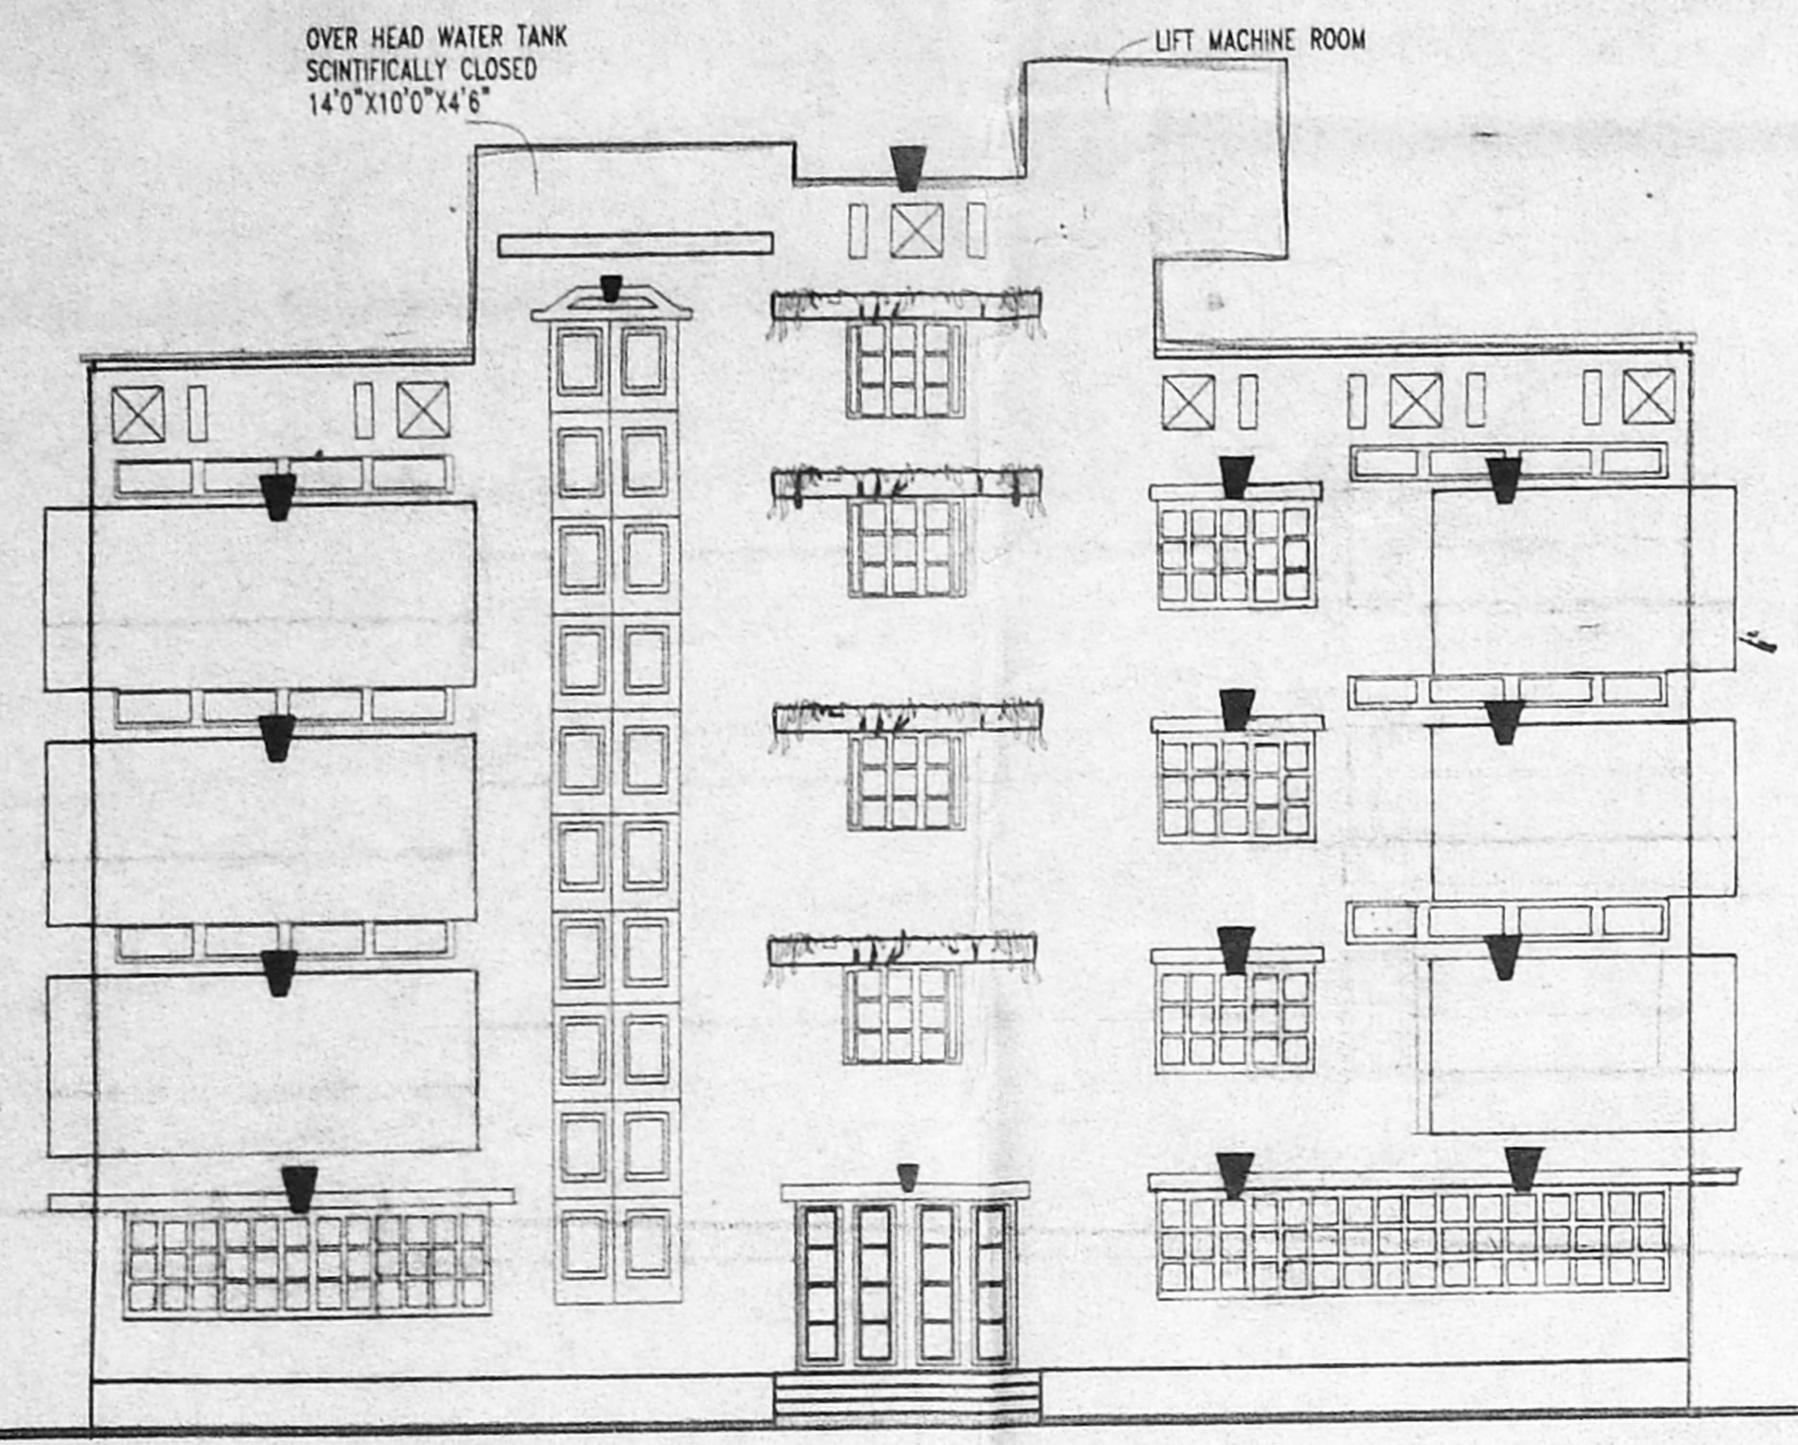 OVER HEAD WATER TANK
SCINTIFICALLY CLOSED
14'0"X10'0"X4'6"
LIFT MACHINE ROOM